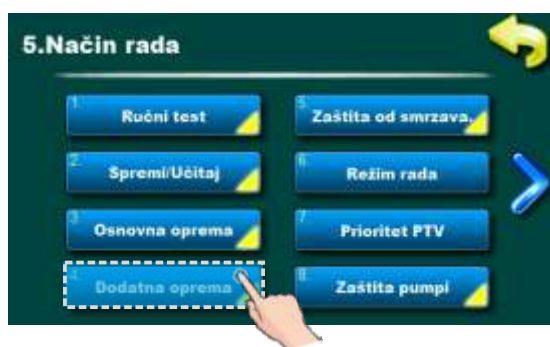 5.Način rada
1.
Ručni test
2
Spremi/Učitaj
3
Osnovna oprema
4
Dodatna oprema
5
Zaštita od smrzava.
6
Režim rada
7
Prioritet PTV
8
Zaštita pumpi